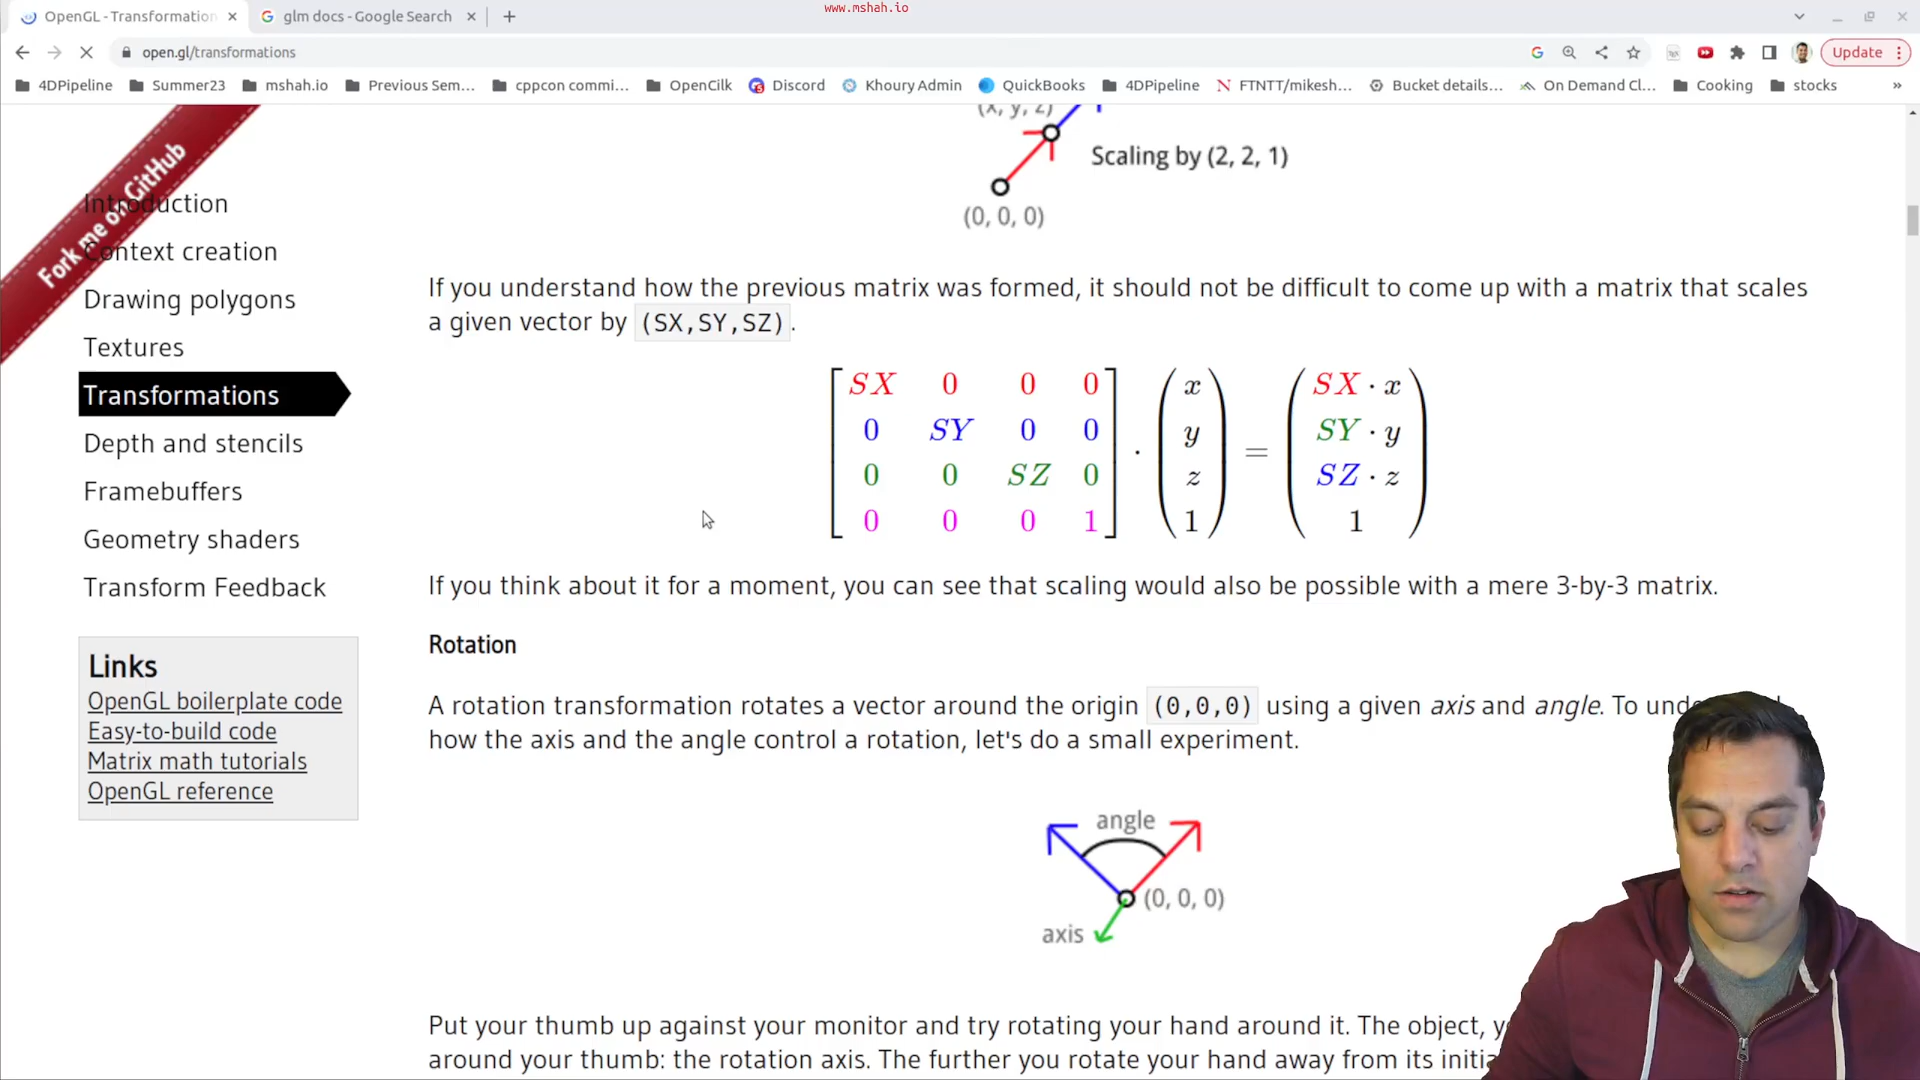 www.mshah.io
OpenGL - Transformation
glm docs - Google Search
open.gl/transformations
Update
4DPipeline
Summer23
mshah.io
Previous Sem...
cppcon commi...
OpenCilk
Discord
Khoury Admin
QuickBooks
4DPipeline
FTNTT/mikesh...
Bucket details...
On Demand Cl...
Cooking
stocks
Fork me on GitHub
Introduction
Context creation
Drawing polygons
Textures
Transformations
Depth and stencils
Framebuffers
Geometry shaders
Transform Feedback
Links
OpenGL boilerplate code
Easy-to-build code
Matrix math tutorials
OpenGL reference
(x, y, z)
Scaling by (2, 2, 1)
(0, 0, 0)
If you understand how the previous matrix was formed, it should not be difficult to come up with a matrix that scales
a given vector by (SX,SY,SZ).
SX 0 0 0 x SX · x
0 SY 0 0 y SY · y
0 0 SZ 0 · z = SZ · z
0 0 0 1 1 1
If you think about it for a moment, you can see that scaling would also be possible with a mere 3-by-3 matrix.
Rotation
A rotation transformation rotates a vector around the origin (0,0,0) using a given axis and angle. To
how the axis and the angle control a rotation, let's do a small experiment.
angle
(0, 0, 0)
axis
Put your thumb up against your monitor and try rotating your hand around it. The object,
around your thumb: the rotation axis. The further you rotate your hand away from its